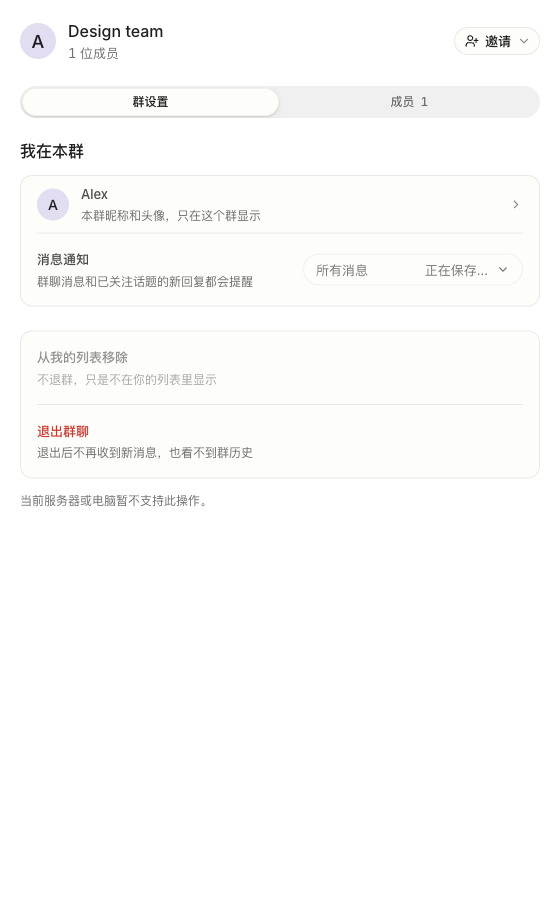 A
Design team
1 位成员
邀请
群设置
成员 1
我在本群
A
Alex
本群昵称和头像，只在这个群显示
消息通知
群聊消息和已关注话题的新回复都会提醒
所有消息 正在保存...
从我的列表移除
不退群，只是不在你的列表里显示
退出群聊
退出后不再收到新消息，也看不到群历史
当前服务器或电脑暂不支持此操作。